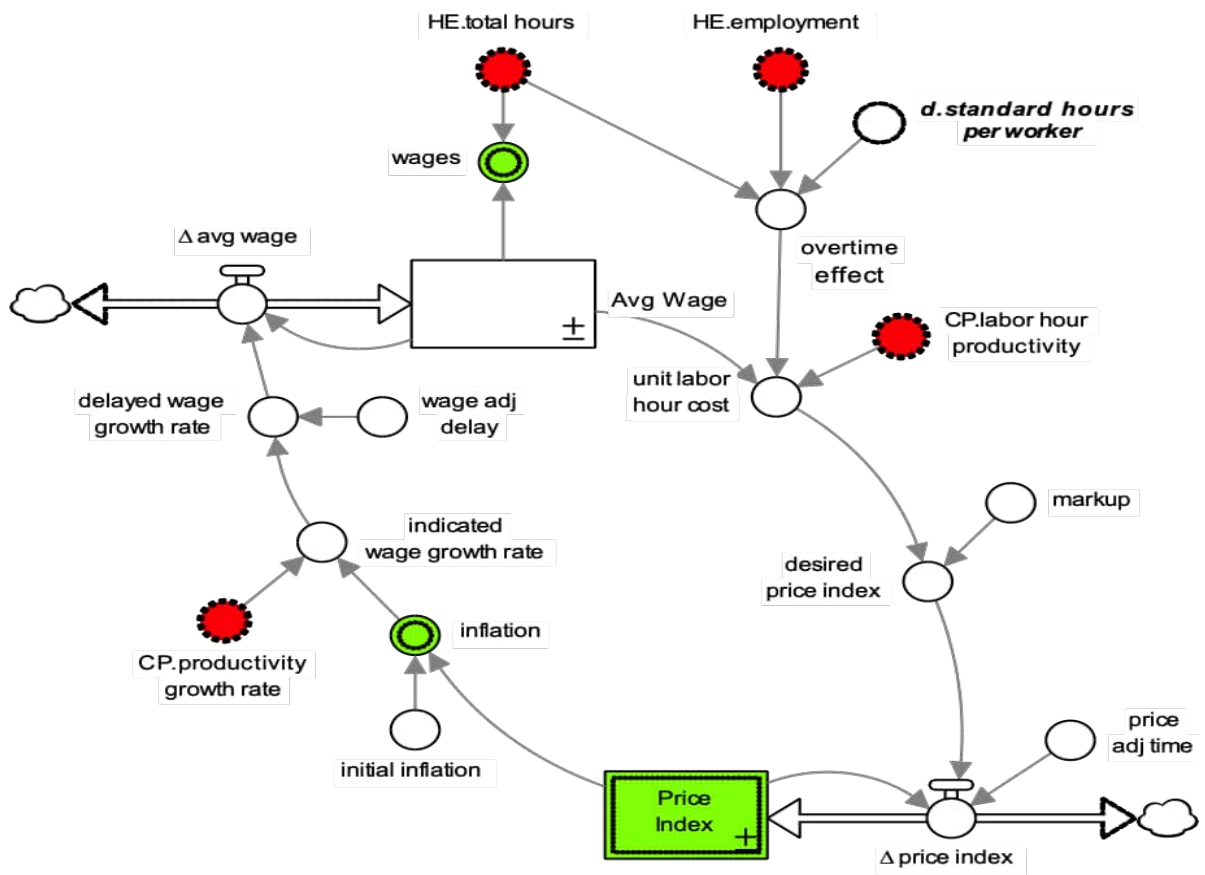 HE.total hours
HE.employment
d.standard hours
per worker
wages
Δ avg wage
overtime
effect
Avg Wage
CP.labor hour
productivity
unit labor
hour cost
delayed wage
growth rate
wage adj
delay
markup
indicated
wage growth rate
desired
price index
inflation
CP.productivity
growth rate
price
adj time
initial inflation
Price
Index
Δ price index